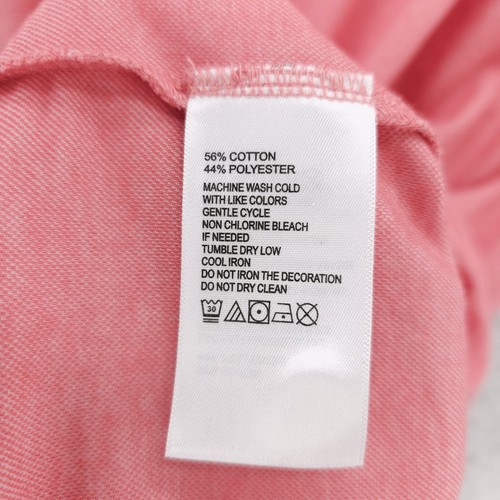 56% COTTON
44% POLYESTER
MACHINE WASH COLD
WITH LIKE COLORS
GENTLE CYCLE
NON CHLORINE BLEACH
IF NEEDED
TUMBLE DRY LOW
COOL IRON
DO NOT IRON THE DECORATION
DO NOT DRY CLEAN
30